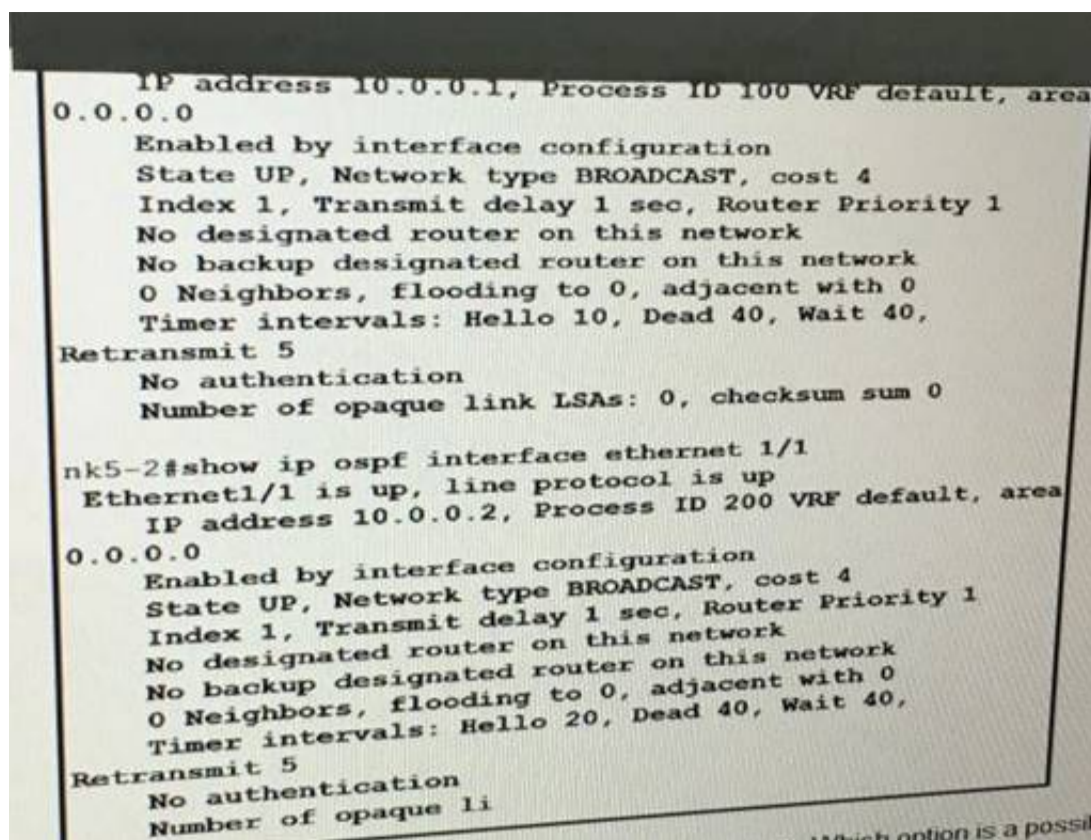 IP address 10.0.0.1, Process ID 100 VRF default, area
0.0.0.0
Enabled by interface configuration
State UP, Network type BROADCAST, cost 4
Index 1, Transmit delay 1 sec, Router Priority 1
No designated router on this network
No backup designated router on this network
0 Neighbors, flooding to 0, adjacent with 0
Timer intervals: Hello 10, Dead 40, Wait 40,
Retransmit 5
No authentication
Number of opaque link LSAs: 0, checksum sum 0
nk5-2#show ip ospf interface ethernet 1/1
Ethernet1/1 is up, line protocol is up
IP address 10.0.0.2, Process ID 200 VRF default, area
0.0.0.0
Enabled by interface configuration
State UP, Network type BROADCAST, cost 4
Index 1, Transmit delay 1 sec, Router Priority 1
No designated router on this network
No backup designated router on this network
0 Neighbors, flooding to 0, adjacent with 0
Timer intervals: Hello 20, Dead 40, Wait 40,
Retransmit 5
No authentication
Number of opaque li
Which option is a poss